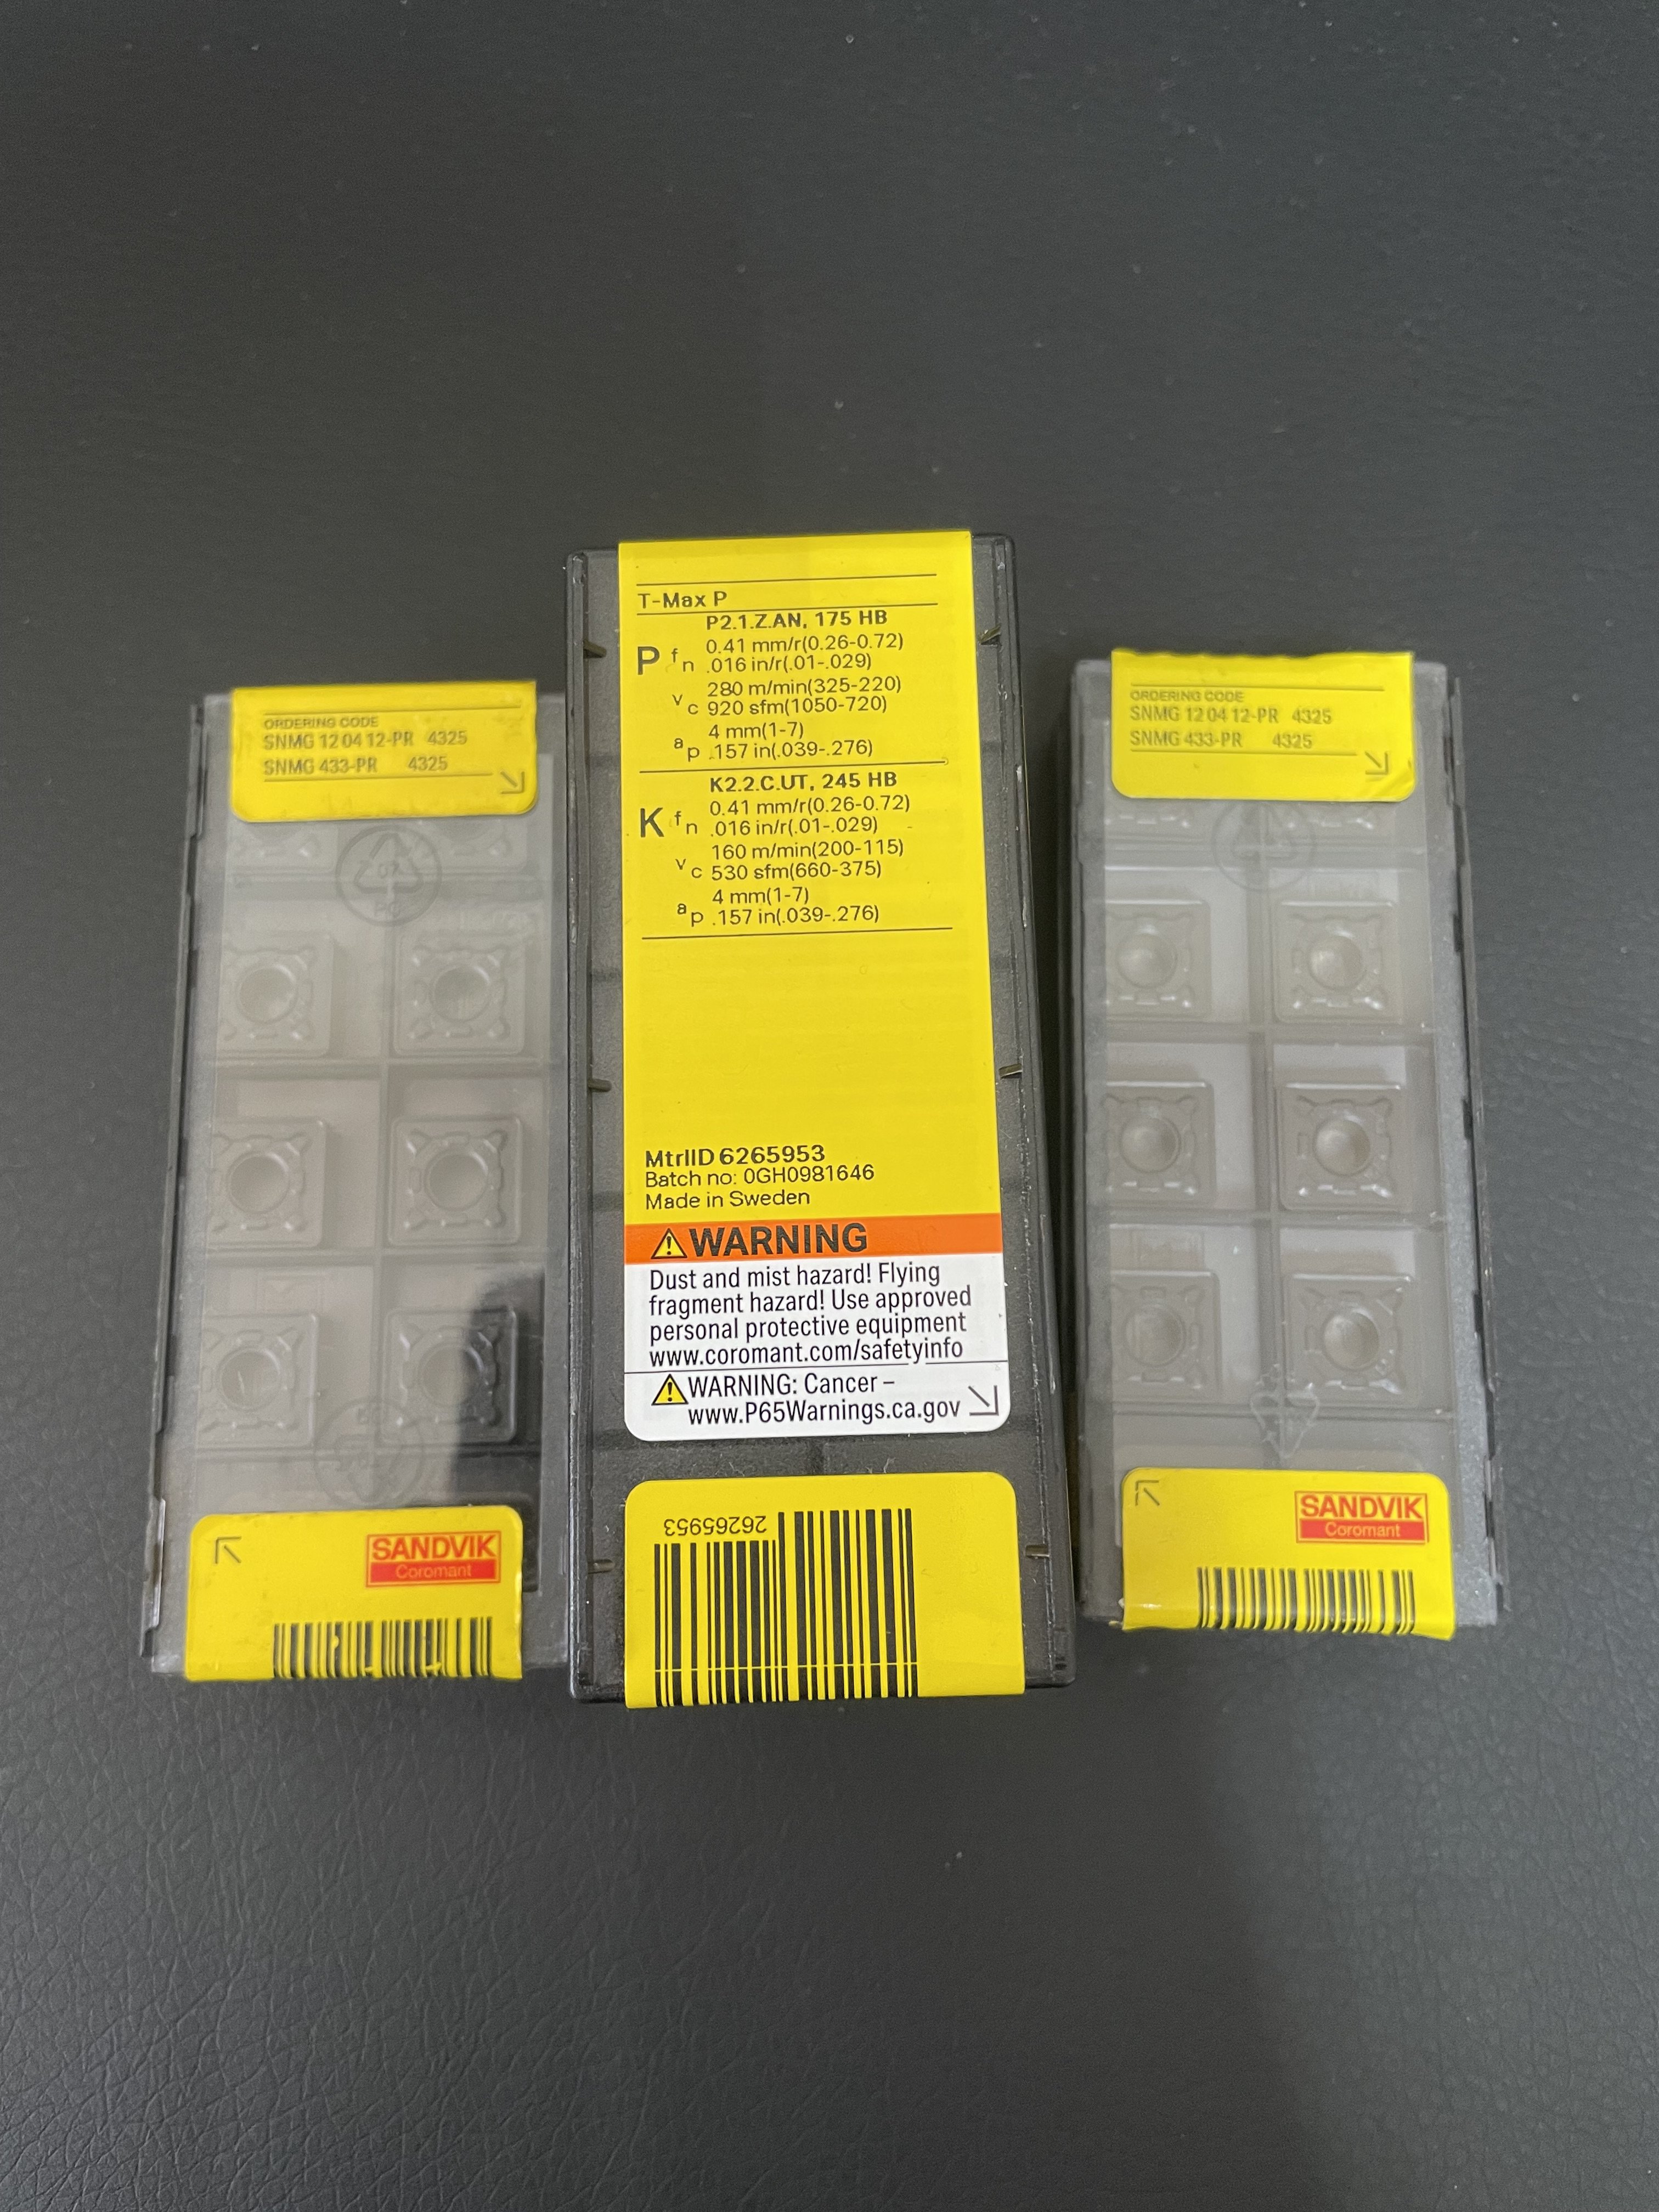 ORDERING CODE
SNMG 12 04 12-PR 4325
SNMG 433-PR 4325
SANDVIK
Coromant
T-Max P
P2.1.Z.AN, 175 HB
P fn 0.41 mm/r(0.26-0.72)
.016 in/r(.01-.029)
vc 280 m/min(325-220)
920 sfm(1050-720)
ap 4 mm(1-7)
.157 in(.039-.276)
K2.2.C.UT, 245 HB
K fn 0.41 mm/r(0.26-0.72)
.016 in/r(.01-.029)
vc 160 m/min(200-115)
530 sfm(660-375)
ap 4 mm(1-7)
.157 in(.039-.276)
MtrlID 6265953
Batch no: 0GH0981646
Made in Sweden
WARNING
Dust and mist hazard! Flying
fragment hazard! Use approved
personal protective equipment
www.coromant.com/safetyinfo
WARNING: Cancer –
www.P65Warnings.ca.gov
26265953
ORDERING CODE
SNMG 12 04 12-PR 4325
SNMG 433-PR 4325
SANDVIK
Coromant